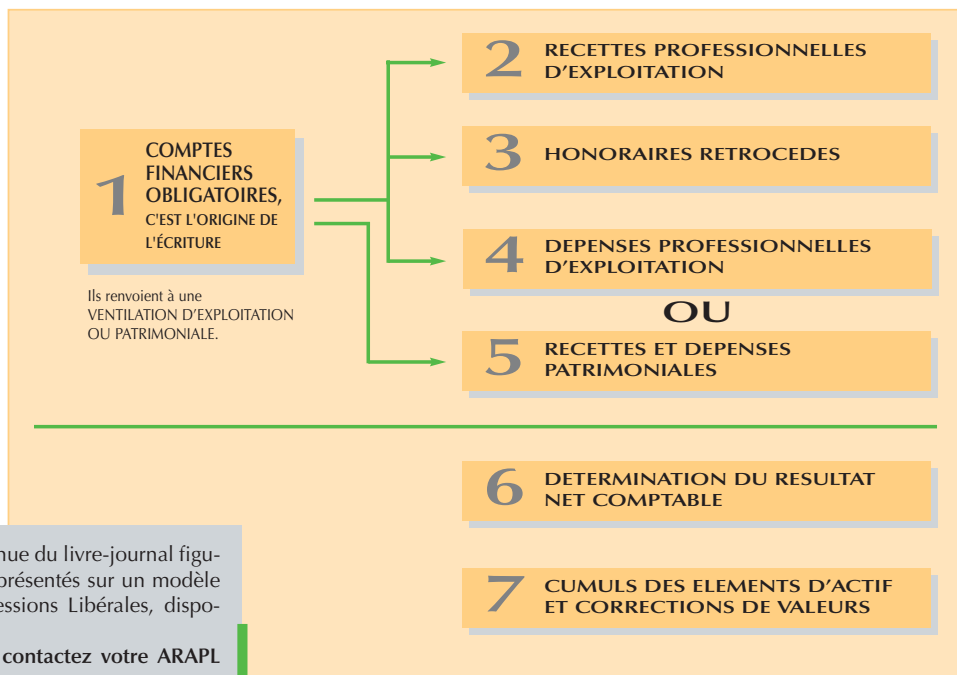 1
COMPTES
FINANCIERS
OBLIGATOIRES,
C'EST L'ORIGINE DE
L'ÉCRITURE
Ils renvoient à une
VENTILATION D'EXPLOITATION
OU PATRIMONIALE.
2
RECETTES PROFESSIONNELLES
D'EXPLOITATION
3
HONORAIRES RETROCEDES
4
DEPENSES PROFESSIONNELLES
D'EXPLOITATION
OU
5
RECETTES ET DEPENSES
PATRIMONIALES
6
DETERMINATION DU RESULTAT
NET COMPTABLE
7
CUMULS DES ELEMENTS D'ACTIF
ET CORRECTIONS DE VALEURS
nue du livre-journal figu-
présentés sur un modèle
essions Libérales, dispo-
contactez votre ARAPL